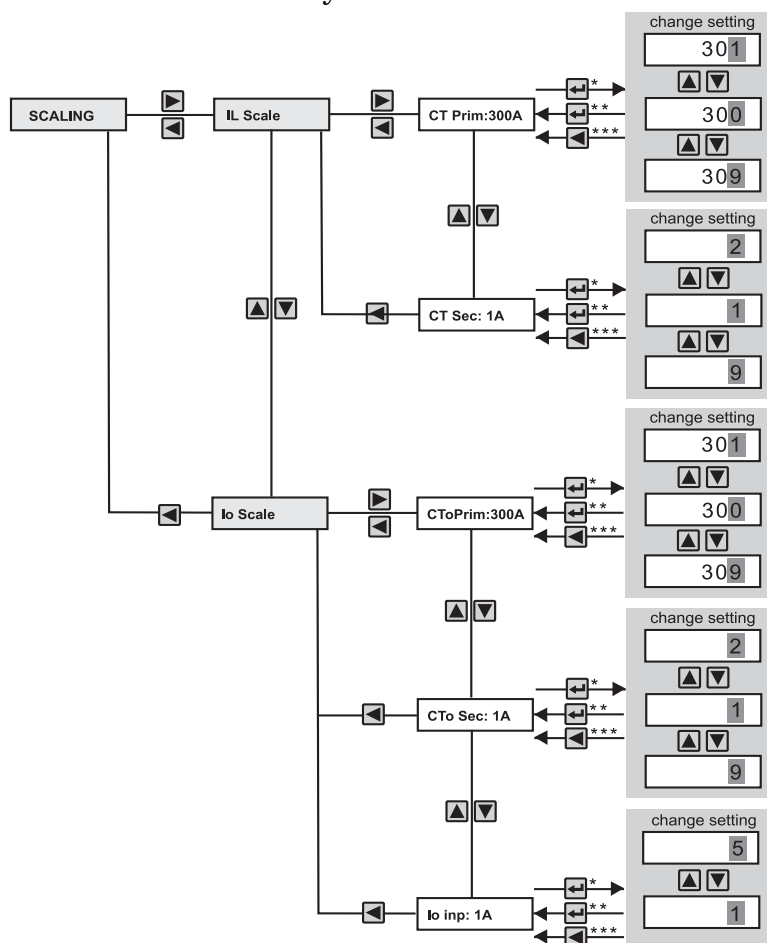 change setting
301
*
SCALING
IL Scale
CT Prim:300A
**
300
***
309
change setting
2
*
CT Sec: 1A
**
1
***
9
change setting
301
*
Io Scale
CToPrim:300A
**
300
***
309
change setting
2
*
CTo Sec: 1A
**
1
***
9
change setting
5
*
Io inp: 1A
**
1
***